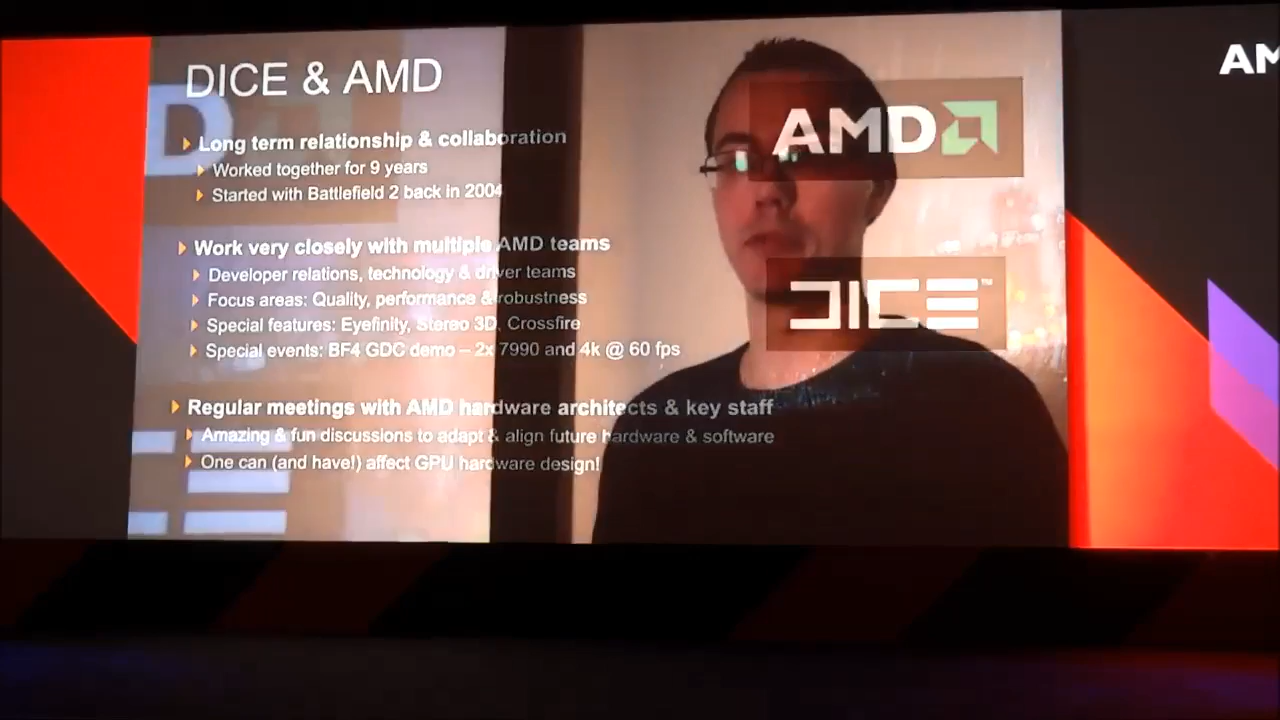 DICE & AMD
Long term relationship & collaboration
Worked together for 9 years
Started with Battlefield 2 back in 2004
Work very closely with multiple AMD teams
Developer relations, technology & driver teams
Focus areas: Quality, performance & robustness
Special features: Eyefinity, Stereo 3D, Crossfire
Special events: BF4 GDC demo – 2x 7990 and 4k @ 60 fps
Regular meetings with AMD hardware architects & key staff
Amazing & fun discussions to adapt & align future hardware & software
One can (and have!) affect GPU hardware design!
AMD
DICE™
AM
D